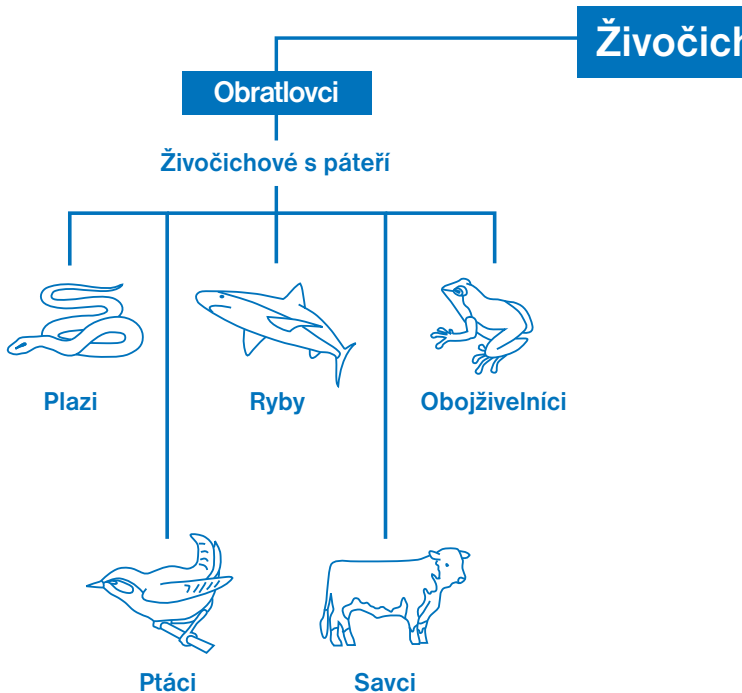 Živočich
Obratlovci
Živočichové s páteří
Plazi
Ryby
Obojživelníci
Ptáci
Savci